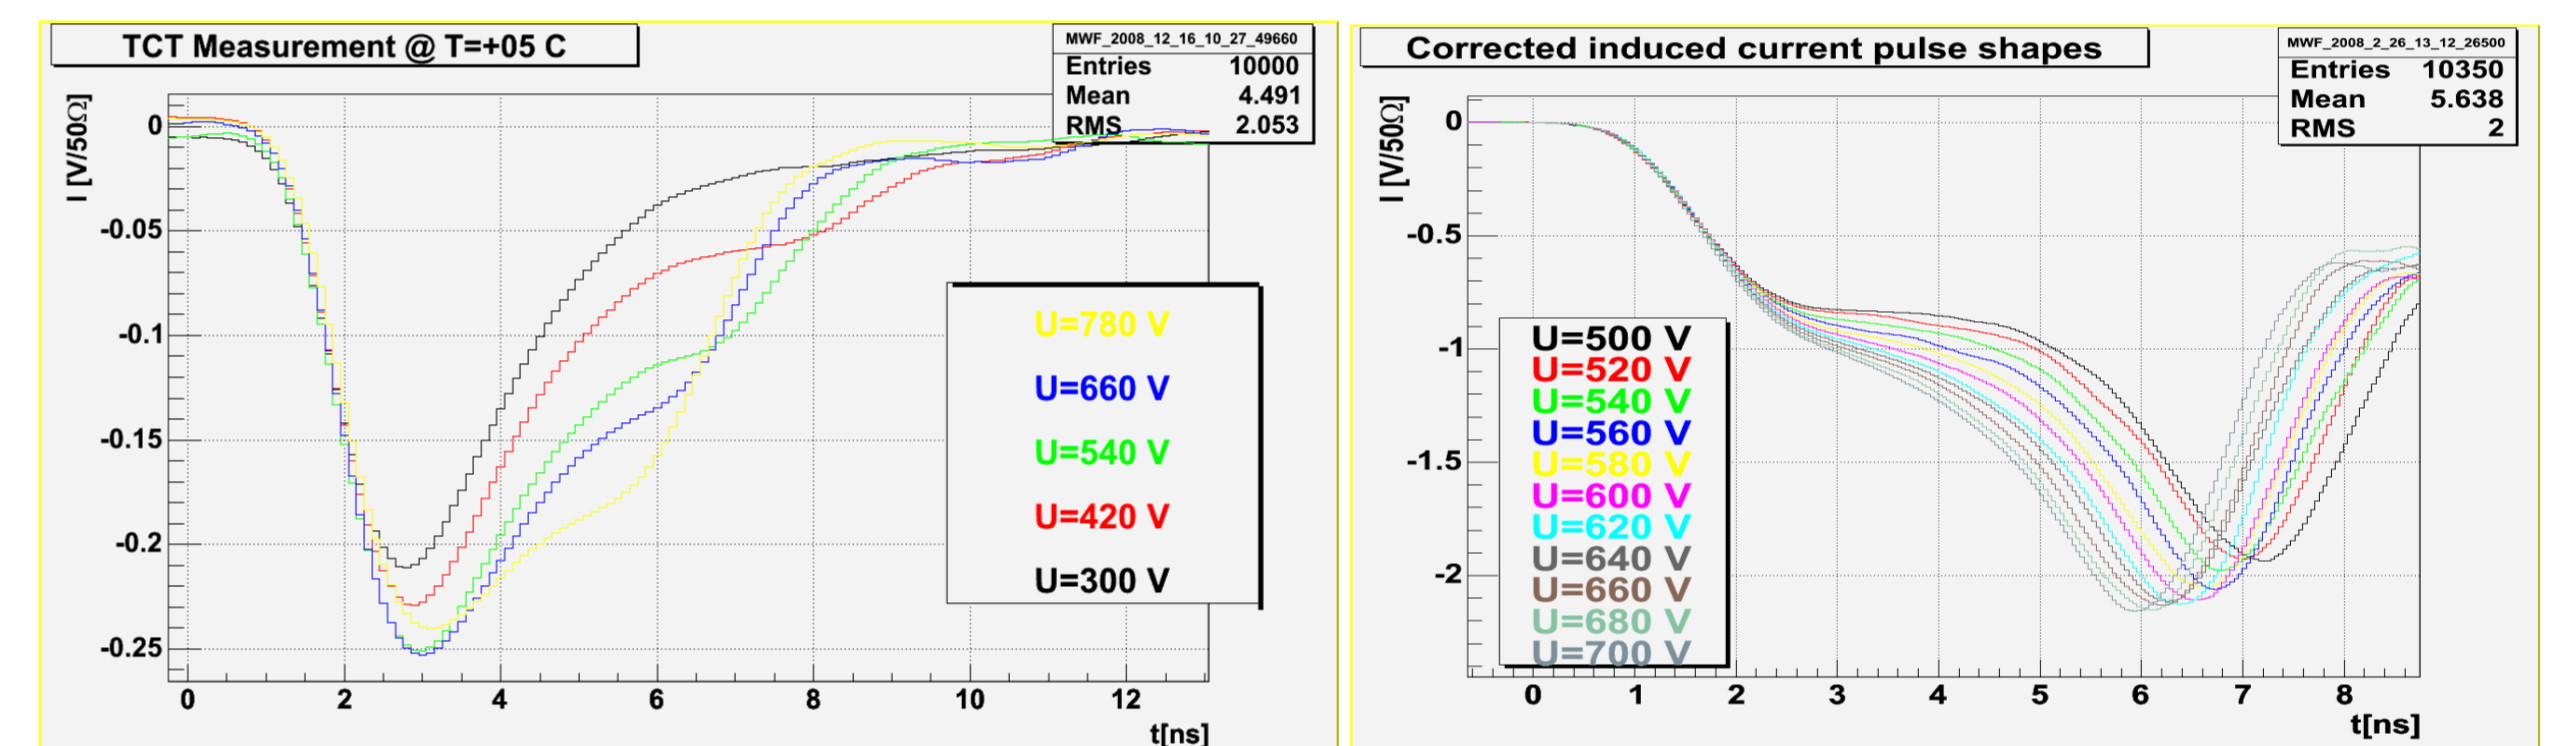 TCT Measurement @ T=+05 C
MWF_2008_12_16_10_27_49660
Entries 10000
Mean 4.491
RMS 2.053
I [V/50Ω]
0
-0.05
-0.1
-0.15
-0.2
-0.25
U=780 V
U=660 V
U=540 V
U=420 V
U=300 V
0 2 4 6 8 10 12
t[ns]
Corrected induced current pulse shapes
MWF_2008_2_26_13_12_26500
Entries 10350
Mean 5.638
RMS 2
I [V/50Ω]
0
-0.5
-1
-1.5
-2
U=500 V
U=520 V
U=540 V
U=560 V
U=580 V
U=600 V
U=620 V
U=640 V
U=660 V
U=680 V
U=700 V
0 1 2 3 4 5 6 7 8
t[ns]